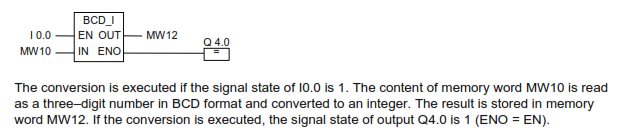 BCD_I
I 0.0 EN OUT MW12
Q 4.0
MW10 IN ENO =
The conversion is executed if the signal state of I0.0 is 1. The content of memory word MW10 is read
as a three–digit number in BCD format and converted to an integer. The result is stored in memory
word MW12. If the conversion is executed, the signal state of output Q4.0 is 1 (ENO = EN).